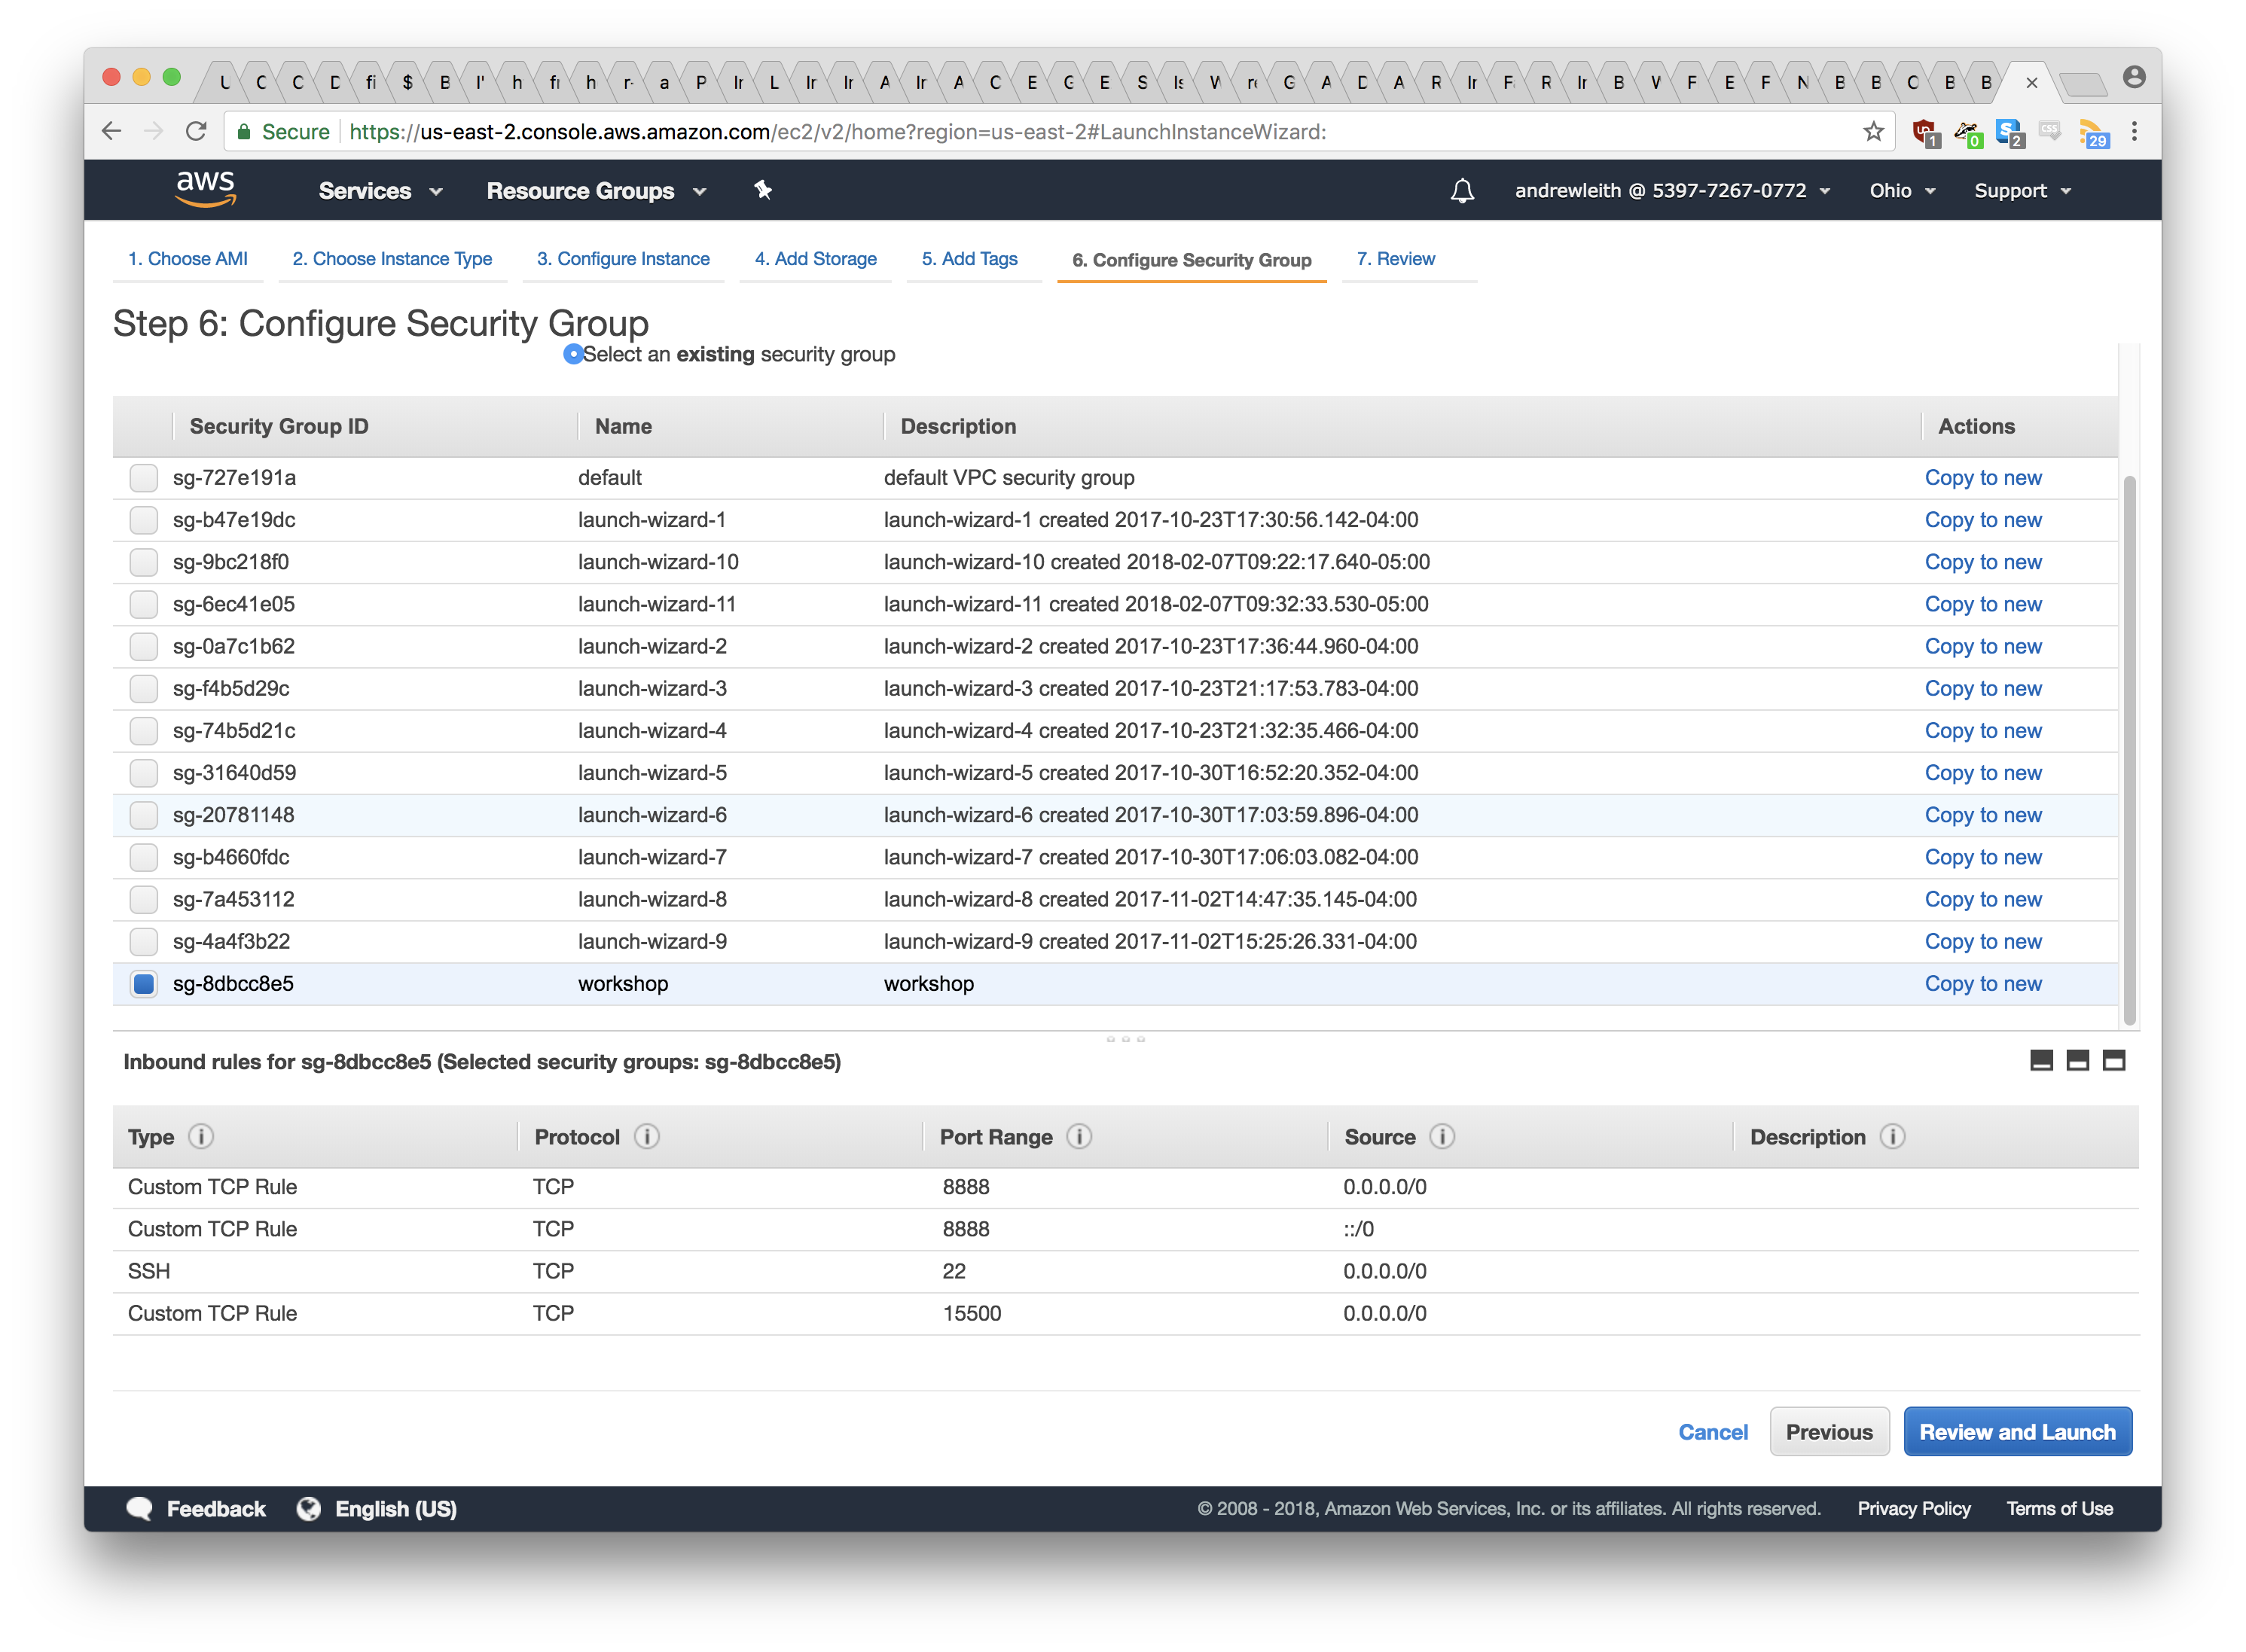 U C C D fi $ B I' h fr h r- a P Ir L Ir Ir A Ir A C E G E S Is W re G A D A R Ir F R Ir B W F E F N B B C B B
Secure https://us-east-2.console.aws.amazon.com/ec2/v2/home?region=us-east-2#LaunchInstanceWizard: 1 0 2 CSS 29
aws Services Resource Groups andrewleith @ 5397-7267-0772 Ohio Support
1. Choose AMI 2. Choose Instance Type 3. Configure Instance 4. Add Storage 5. Add Tags 6. Configure Security Group 7. Review
Step 6: Configure Security Group
Select an existing security group
Security Group ID Name Description Actions
sg-727e191a default default VPC security group Copy to new
sg-b47e19dc launch-wizard-1 launch-wizard-1 created 2017-10-23T17:30:56.142-04:00 Copy to new
sg-9bc218f0 launch-wizard-10 launch-wizard-10 created 2018-02-07T09:22:17.640-05:00 Copy to new
sg-6ec41e05 launch-wizard-11 launch-wizard-11 created 2018-02-07T09:32:33.530-05:00 Copy to new
sg-0a7c1b62 launch-wizard-2 launch-wizard-2 created 2017-10-23T17:36:44.960-04:00 Copy to new
sg-f4b5d29c launch-wizard-3 launch-wizard-3 created 2017-10-23T21:17:53.783-04:00 Copy to new
sg-74b5d21c launch-wizard-4 launch-wizard-4 created 2017-10-23T21:32:35.466-04:00 Copy to new
sg-31640d59 launch-wizard-5 launch-wizard-5 created 2017-10-30T16:52:20.352-04:00 Copy to new
sg-20781148 launch-wizard-6 launch-wizard-6 created 2017-10-30T17:03:59.896-04:00 Copy to new
sg-b4660fdc launch-wizard-7 launch-wizard-7 created 2017-10-30T17:06:03.082-04:00 Copy to new
sg-7a453112 launch-wizard-8 launch-wizard-8 created 2017-11-02T14:47:35.145-04:00 Copy to new
sg-4a4f3b22 launch-wizard-9 launch-wizard-9 created 2017-11-02T15:25:26.331-04:00 Copy to new
sg-8dbcc8e5 workshop workshop Copy to new
Inbound rules for sg-8dbcc8e5 (Selected security groups: sg-8dbcc8e5)
Type i Protocol i Port Range i Source i Description i
Custom TCP Rule TCP 8888 0.0.0.0/0
Custom TCP Rule TCP 8888 ::/0
SSH TCP 22 0.0.0.0/0
Custom TCP Rule TCP 15500 0.0.0.0/0
Cancel Previous Review and Launch
Feedback English (US) © 2008 - 2018, Amazon Web Services, Inc. or its affiliates. All rights reserved. Privacy Policy Terms of Use